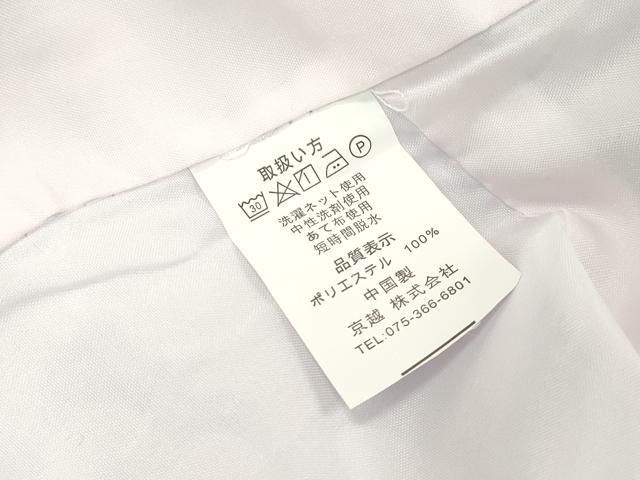 取扱い方
30 P
洗濯ネット使用
中性洗剤使用
あて布使用
短時間脱水
品質表示
ポリエステル 100%
中国製
京越 株式会社
TEL:075-366-6801